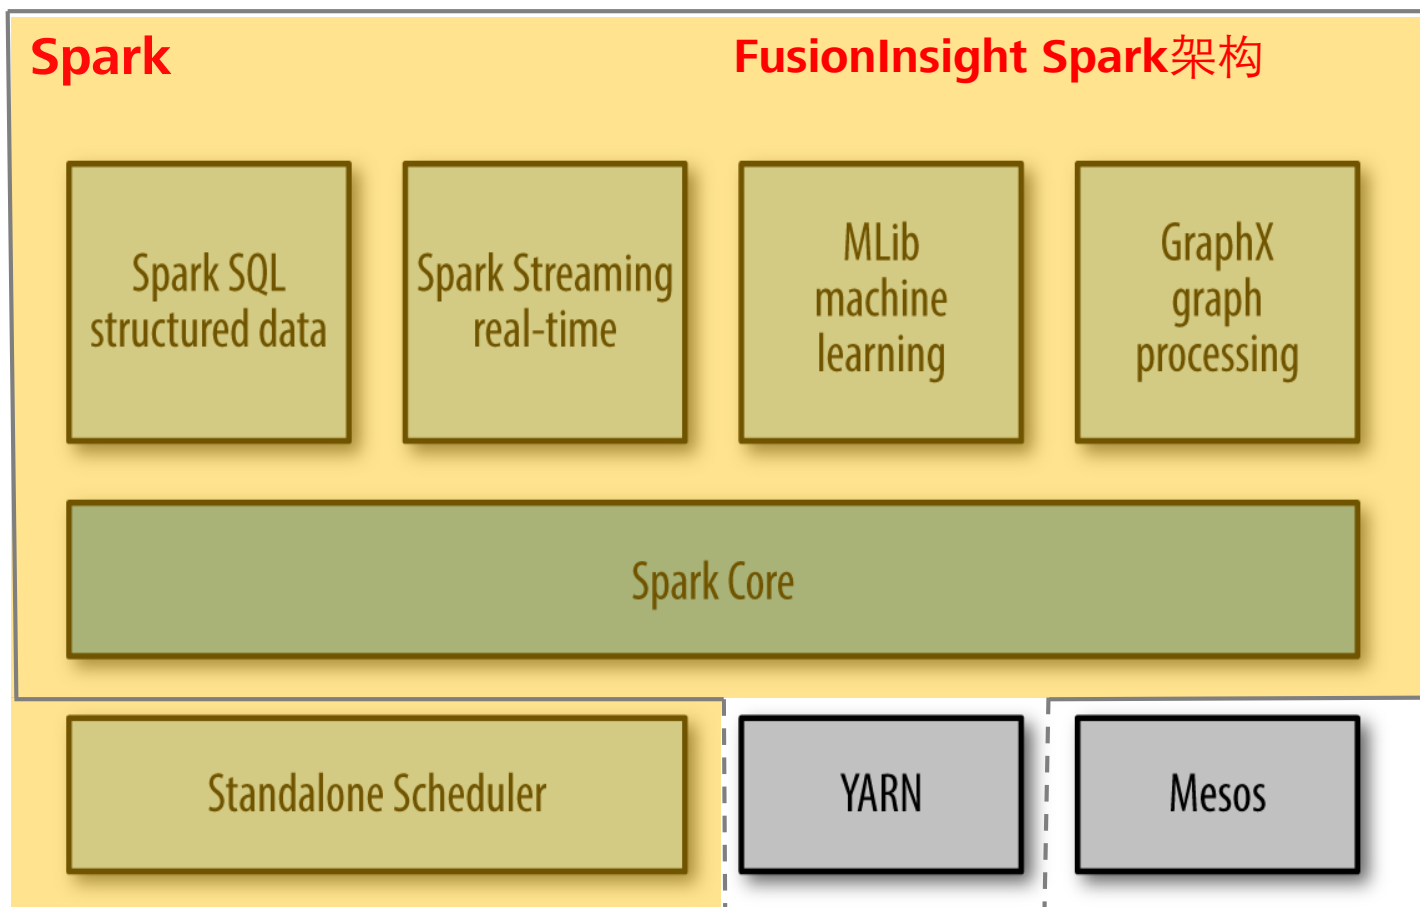 Spark
FusionInsight Spark架构
Spark SQL
structured data
Spark Streaming
real-time
MLib
machine
learning
GraphX
graph
processing
Spark Core
Standalone Scheduler
YARN
Mesos